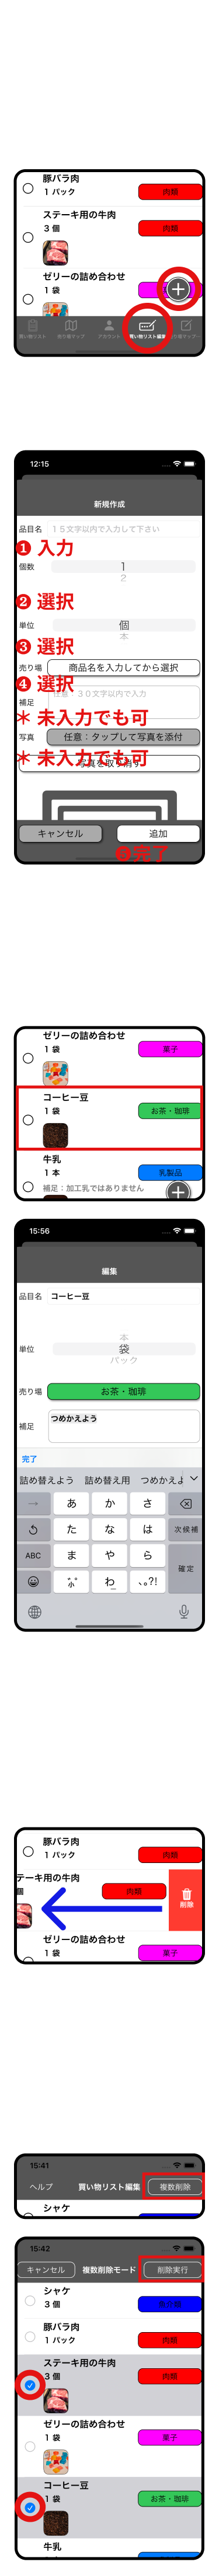 豚バラ肉
1 パック
肉類
ステーキ用の牛肉
3 個
肉類
ゼリーの詰め合わせ
1 袋
買い物リスト
売り場マップ
アカウント
買い物リスト編集
12:15
新規作成
品目名
15文字以内で入力して下さい
❶ 入力
個数
1
2
❷ 選択
単位
個
本
❸ 選択
売り場
商品名を入力してから選択
❹ 選択
補足
任意:30文字以内で入力
＊ 未入力でも可
写真
任意：タップして写真を添付
＊ 未入力でも可
写真を取り消す
キャンセル
追加
完了
ゼリーの詰め合わせ
1 袋
菓子
コーヒー豆
1 袋
お茶・珈琲
牛乳
1 本
乳製品
補足：加工乳ではありません
15:56
編集
品目名
コーヒー豆
本
単位
袋
パック
売り場
お茶・珈琲
補足
つめかえよう
完了
詰め替えよう
詰め替え用
つめかえよ
→
あ
か
さ
た
な
は
次候補
ABC
ま
や
ら
確定
小
わ
、。?!
豚バラ肉
1 パック
肉類
テーキ用の牛肉
個
肉類
削除
ゼリーの詰め合わせ
1 袋
菓子
15:41
ヘルプ
買い物リスト編集
複数削除
シャケ
15:42
キャンセル
複数削除モード
削除実行
シャケ
3 個
豚バラ肉
1 パック
肉類
ステーキ用の牛肉
3 個
肉類
ゼリーの詰め合わせ
1 袋
菓子
コーヒー豆
1 袋
お茶・珈琲
牛乳